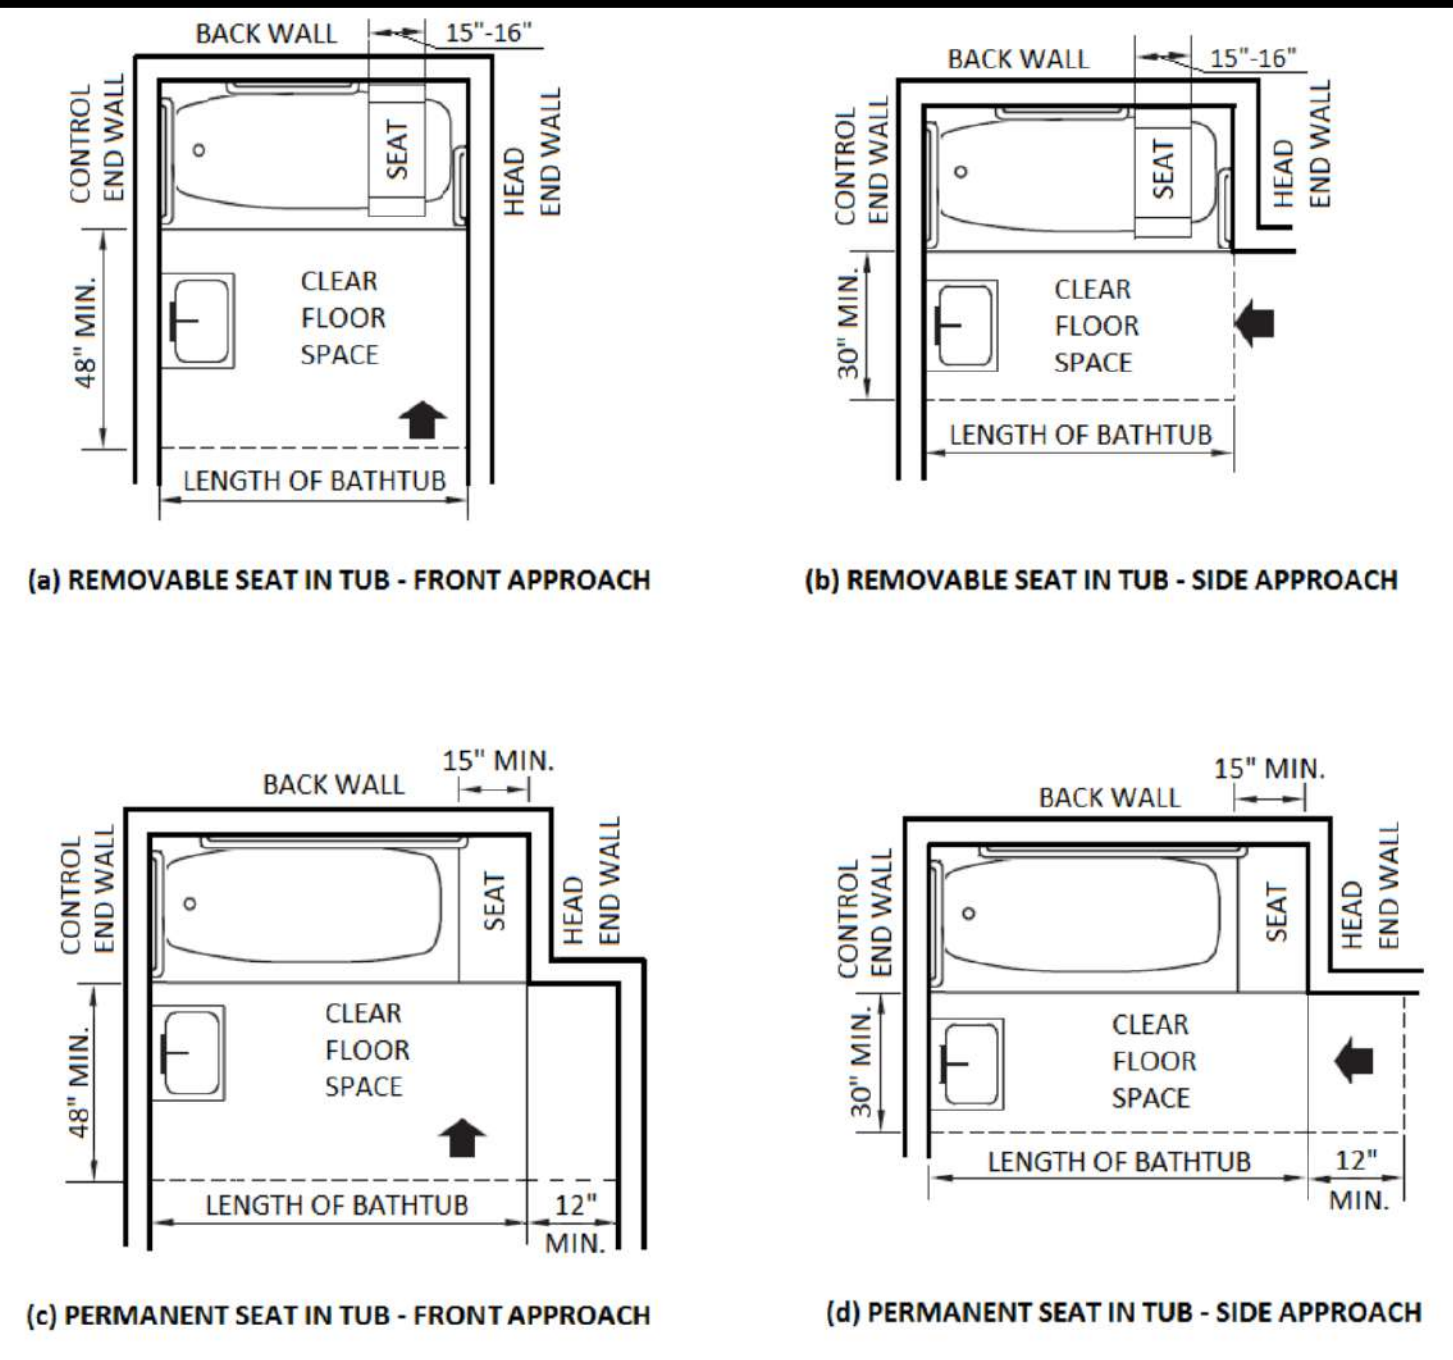 BACK WALL
15"-16"
CONTROL
END WALL
SEAT
HEAD
END WALL
48" MIN.
CLEAR
FLOOR
SPACE
LENGTH OF BATHTUB
(a) REMOVABLE SEAT IN TUB - FRONT APPROACH
BACK WALL
15"-16"
CONTROL
END WALL
SEAT
HEAD
END WALL
30" MIN.
CLEAR
FLOOR
SPACE
LENGTH OF BATHTUB
(b) REMOVABLE SEAT IN TUB - SIDE APPROACH
15" MIN.
BACK WALL
CONTROL
END WALL
SEAT
HEAD
END WALL
48" MIN.
CLEAR
FLOOR
SPACE
LENGTH OF BATHTUB
12"
MIN.
(c) PERMANENT SEAT IN TUB - FRONT APPROACH
15" MIN.
BACK WALL
CONTROL
END WALL
SEAT
HEAD
END WALL
30" MIN.
CLEAR
FLOOR
SPACE
LENGTH OF BATHTUB
12"
MIN.
(d) PERMANENT SEAT IN TUB - SIDE APPROACH